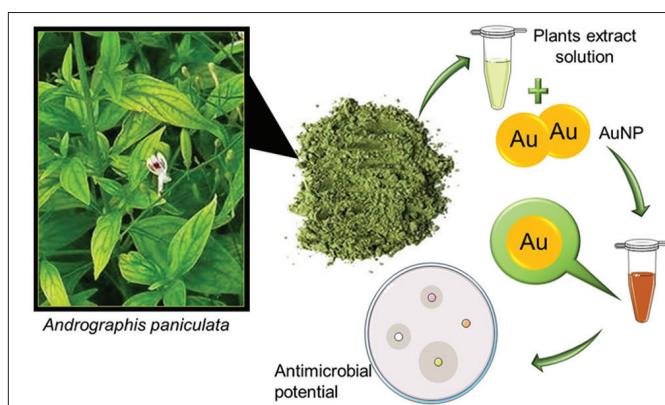 Plants extract
solution
+
Au
Au
AuNP
Au
Andrographis paniculata
Antimicrobial
potential